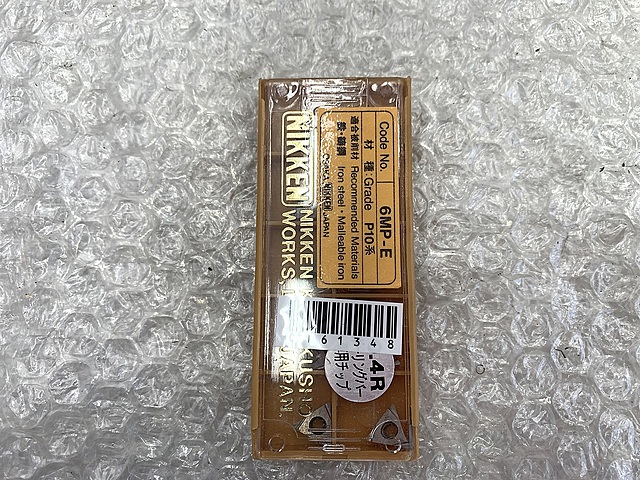 Code No. 6MP-E
材 種:Grade P10系
適合被削材 Recommended Materials
鉄・鋳鋼 Iron steel・Malleable iron
NIKKEN
NIKKEN
WORKS
JAPAN
61348
.4R
リングバー
用チップ